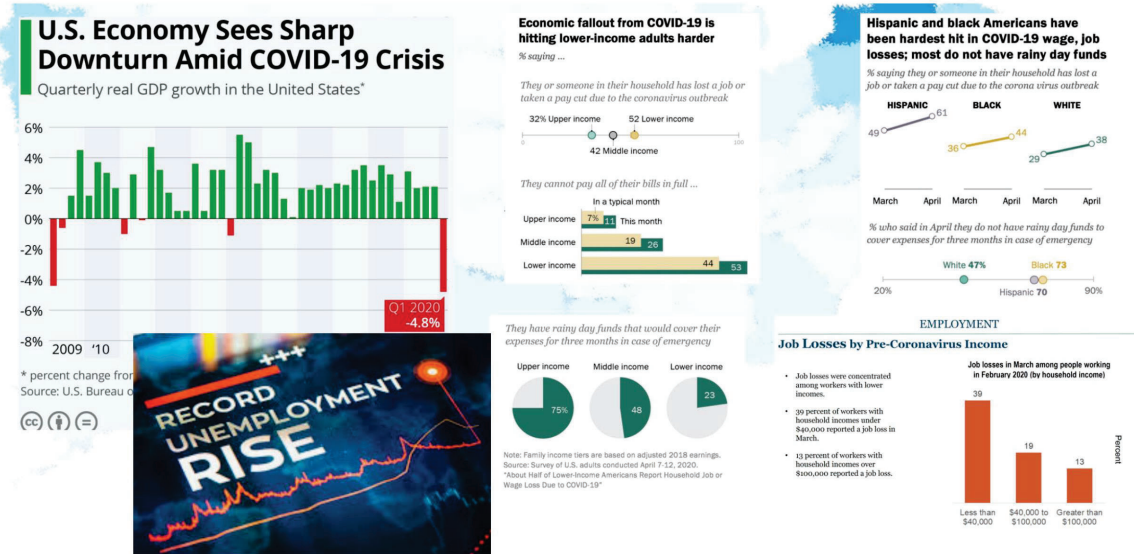 U.S. Economy Sees Sharp
Downturn Amid COVID-19 Crisis
Quarterly real GDP growth in the United States*
6%
4%
2%
0%
-2%
-4%
-6%
-8%
Q1 2020
-4.8%
2009 '10
* percent change from
Source: U.S. Bureau o
cc
RECORD
UNEMPLOYMENT
RISE
Economic fallout from COVID-19 is
hitting lower-income adults harder
% saying ...
They or someone in their household has lost a job or
taken a pay cut due to the coronavirus outbreak
32% Upper income 52 Lower income
0 100
42 Middle income
They cannot pay all of their bills in full ...
In a typical month
Upper income 7% 11 This month
Middle income 19 26
Lower income 44 53
They have rainy day funds that would cover their
expenses for three months in case of emergency
Upper income Middle income Lower income
75% 48 23
Note: Family income tiers are based on adjusted 2018 earnings.
Source: Survey of U.S. adults conducted April 7-12, 2020.
"About Half of Lower-Income Americans Report Household Job or
Wage Loss Due to COVID-19"
Hispanic and black Americans have
been hardest hit in COVID-19 wage, job
losses; most do not have rainy day funds
% saying they or someone in their household has lost a
job or taken a pay cut due to the corona virus outbreak
HISPANIC BLACK WHITE
49 61 36 44 29 38
March April March April March April
% who said in April they do not have rainy day funds to
cover expenses for three months in case of emergency
White 47% Black 73
20% Hispanic 70 90%
EMPLOYMENT
Job Losses by Pre-Coronavirus Income
• Job losses were concentrated
among workers with lower
incomes.
• 39 percent of workers with
household incomes under
$40,000 reported a job loss in
March.
• 13 percent of workers with
household incomes over
$100,000 reported a job loss.
Job losses in March among people working
in February 2020 (by household income)
39
19
13
Percent
Less than $40,000 to Greater than
$40,000 $100,000 $100,000